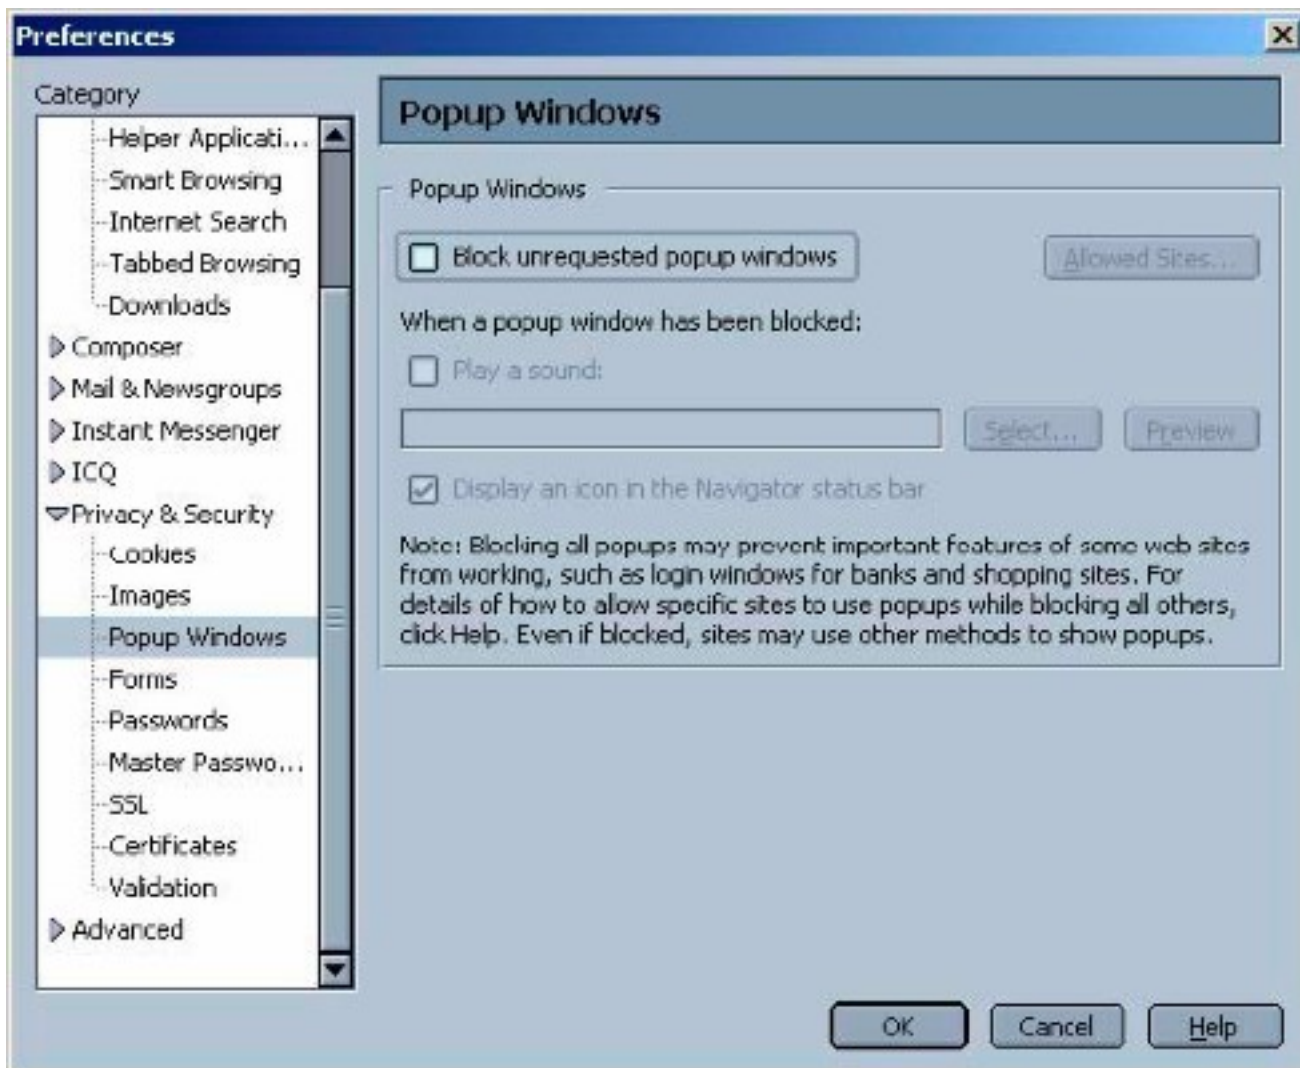 Preferences
Category
Helper Applicati...
Smart Browsing
Internet Search
Tabbed Browsing
Downloads
Composer
Mail & Newsgroups
Instant Messenger
ICQ
Privacy & Security
Cookies
Images
Popup Windows
Forms
Passwords
Master Passwo...
SSL
Certificates
Validation
Advanced
Popup Windows
Popup Windows
Block unrequested popup windows
Allowed Sites...
When a popup window has been blocked:
Play a sound:
Select...
Preview
Display an icon in the Navigator status bar
Note: Blocking all popups may prevent important features of some web sites
from working, such as login windows for banks and shopping sites. For
details of how to allow specific sites to use popups while blocking all others,
click Help. Even if blocked, sites may use other methods to show popups.
OK
Cancel
Help